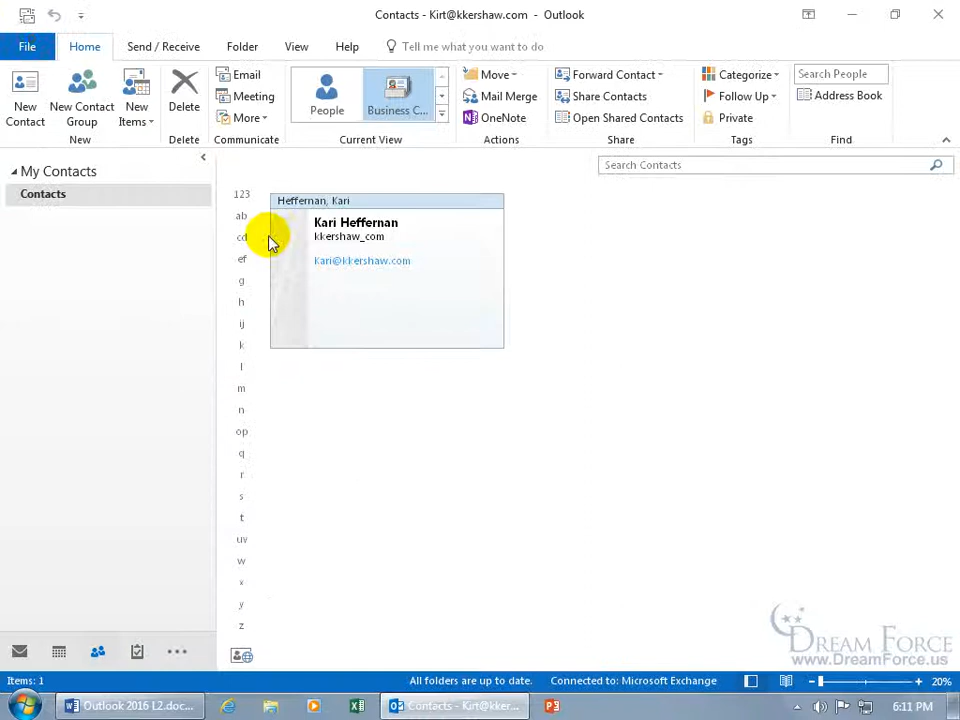 Contacts - Kirt@kkershaw.com - Outlook
File Home Send / Receive Folder View Help Tell me what you want to do
New Contact
New Contact Group
New Items
New
Delete
Delete
Email
Meeting
More
Communicate
People
Business C...
Current View
Move
Mail Merge
OneNote
Actions
Forward Contact
Share Contacts
Open Shared Contacts
Share
Categorize
Follow Up
Private
Tags
Search People
Address Book
Find
My Contacts
Contacts
Search Contacts
123
ab
cd
ef
g
h
ij
k
l
m
n
op
q
r
s
t
uv
w
x
y
z
Heffernan, Kari
Kari Heffernan
kkershaw_com
Kari@kkershaw.com
DREAM FORCE
www.DreamForce.us
Items: 1
All folders are up to date. Connected to: Microsoft Exchange 20%
Outlook 2016 L2.doc...
Contacts - Kirt@kker...
6:11 PM